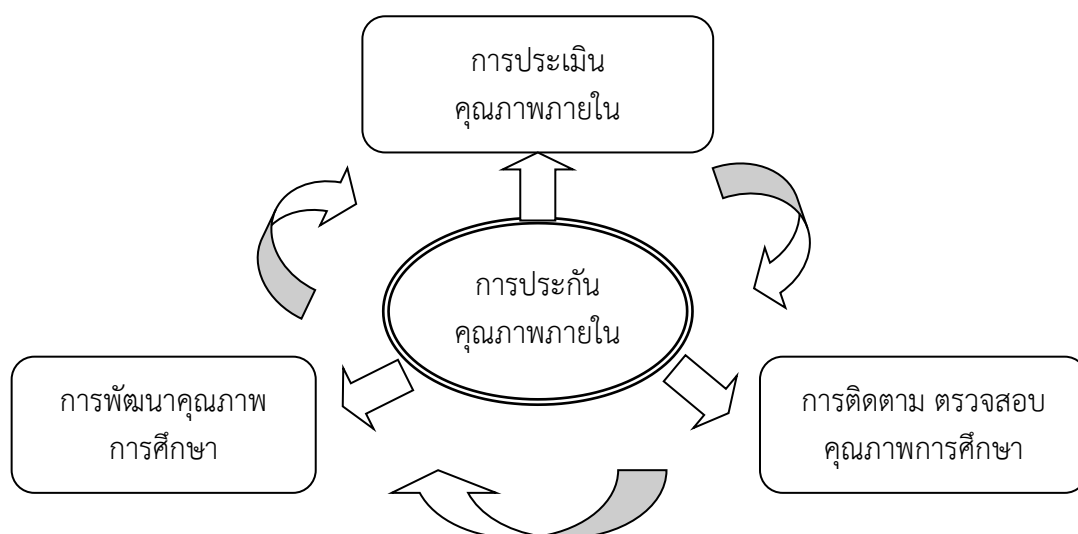 การประเมิน
คุณภาพภายใน
การประกัน
คุณภาพภายใน
การพัฒนาคุณภาพ
การศึกษา
การติดตาม ตรวจสอบ
คุณภาพการศึกษา